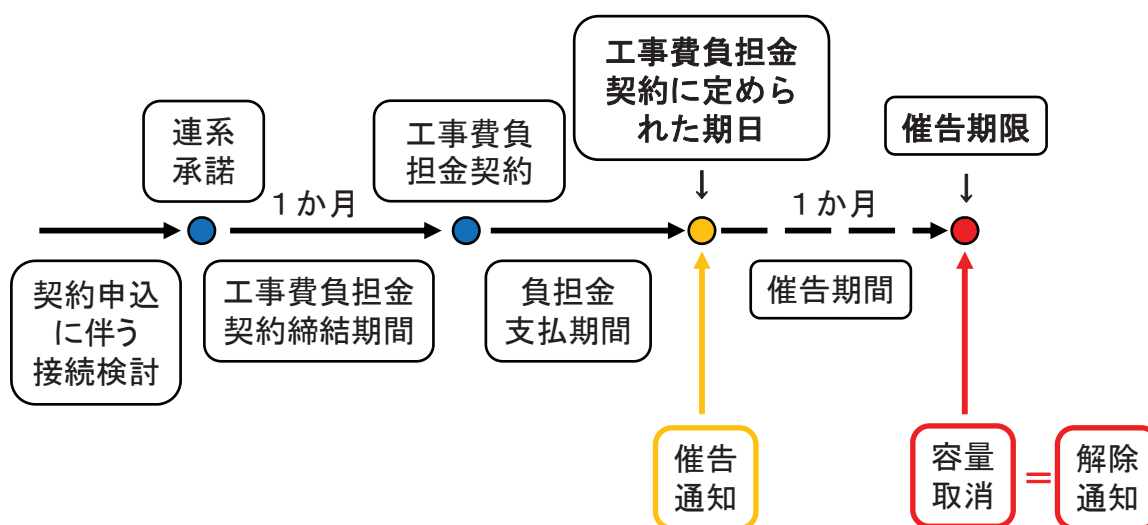 工事費負担金
契約に定めら
れた期日
連系
承諾
工事費負
担金契約
催告期限
↓
↓
１か月
１か月
契約申込
に伴う
接続検討
工事費負担金
契約締結期間
負担金
支払期間
催告期間
催告
通知
容量
取消
＝
解除
通知